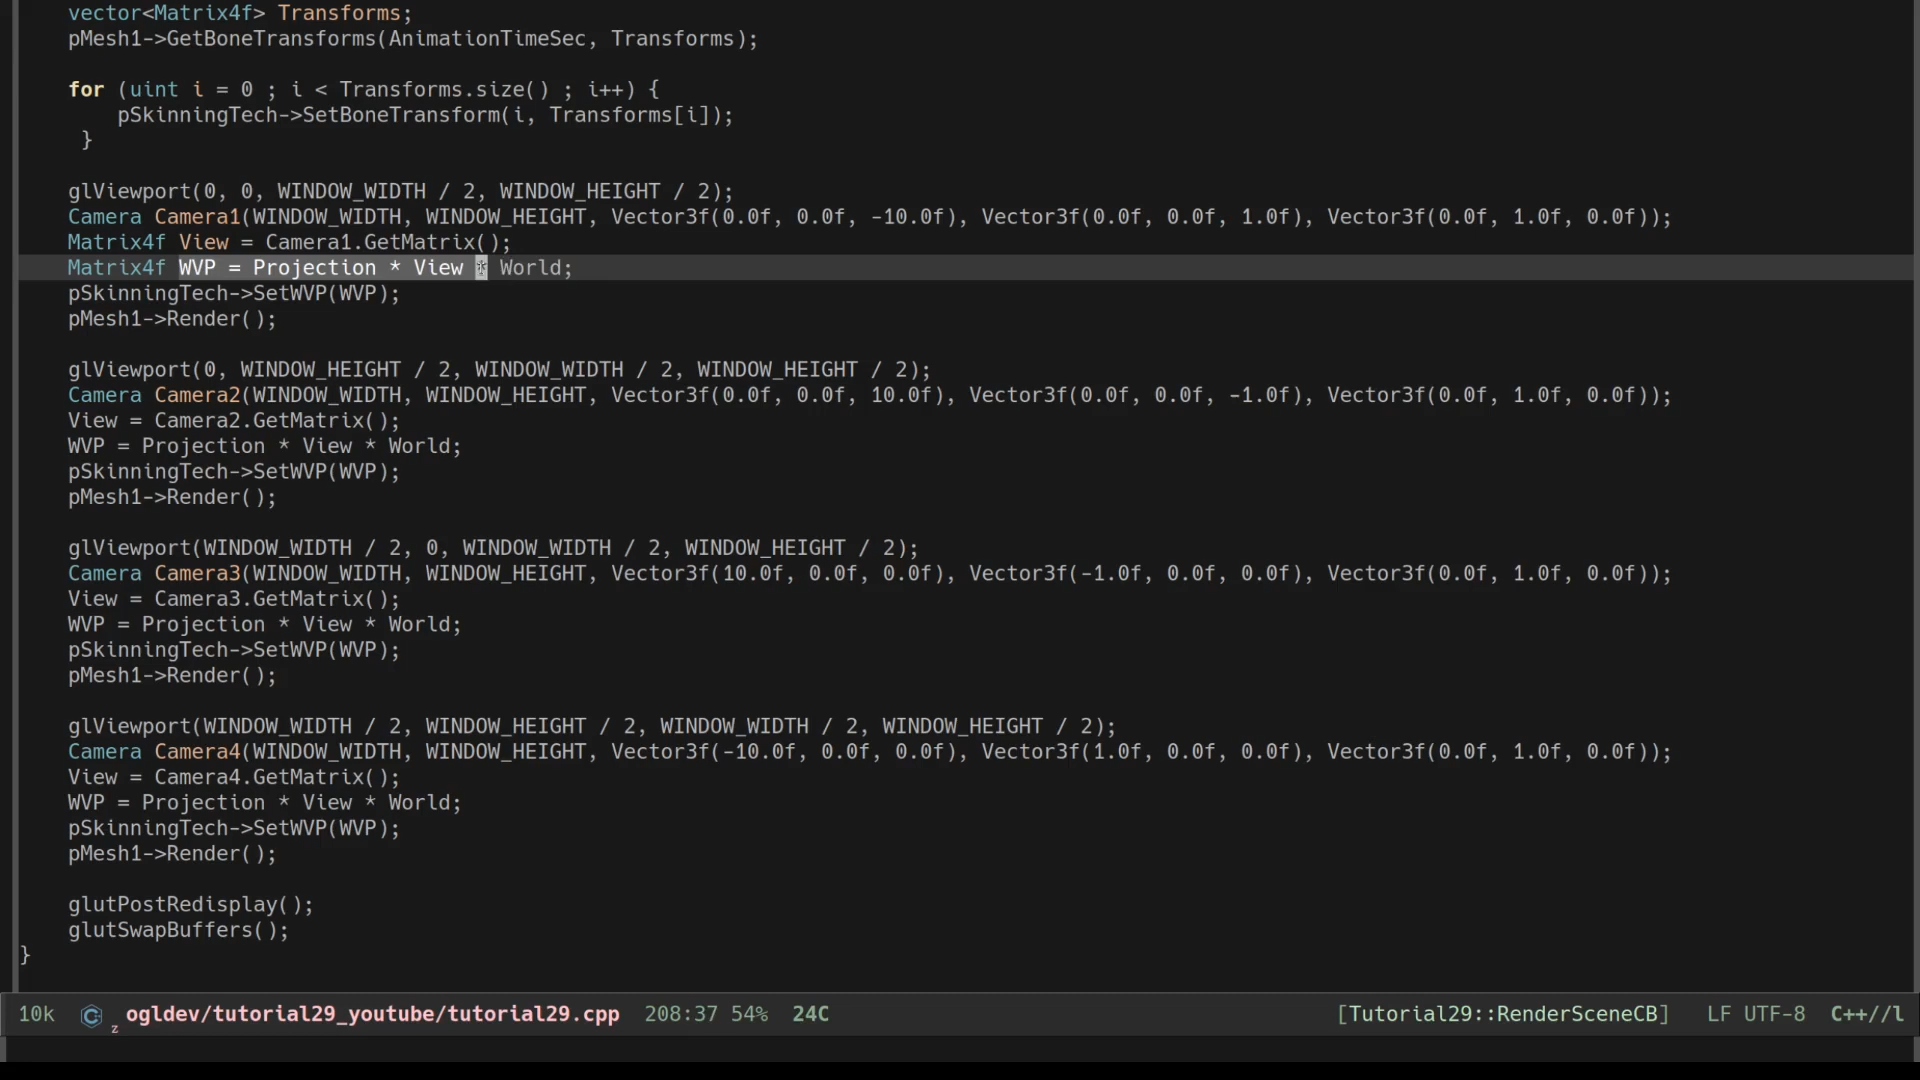 vector<Matrix4f> Transforms;
pMesh1->GetBoneTransforms(AnimationTimeSec, Transforms);
for (uint i = 0 ; i < Transforms.size() ; i++) {
pSkinningTech->SetBoneTransform(i, Transforms[i]);
}
glViewport(0, 0, WINDOW_WIDTH / 2, WINDOW_HEIGHT / 2);
Camera Camera1(WINDOW_WIDTH, WINDOW_HEIGHT, Vector3f(0.0f, 0.0f, -10.0f), Vector3f(0.0f, 0.0f, 1.0f), Vector3f(0.0f, 1.0f, 0.0f));
Matrix4f View = Camera1.GetMatrix();
Matrix4f WVP = Projection * View * World;
pSkinningTech->SetWVP(WVP);
pMesh1->Render();
glViewport(0, WINDOW_HEIGHT / 2, WINDOW_WIDTH / 2, WINDOW_HEIGHT / 2);
Camera Camera2(WINDOW_WIDTH, WINDOW_HEIGHT, Vector3f(0.0f, 0.0f, 10.0f), Vector3f(0.0f, 0.0f, -1.0f), Vector3f(0.0f, 1.0f, 0.0f));
View = Camera2.GetMatrix();
WVP = Projection * View * World;
pSkinningTech->SetWVP(WVP);
pMesh1->Render();
glViewport(WINDOW_WIDTH / 2, 0, WINDOW_WIDTH / 2, WINDOW_HEIGHT / 2);
Camera Camera3(WINDOW_WIDTH, WINDOW_HEIGHT, Vector3f(10.0f, 0.0f, 0.0f), Vector3f(-1.0f, 0.0f, 0.0f), Vector3f(0.0f, 1.0f, 0.0f));
View = Camera3.GetMatrix();
WVP = Projection * View * World;
pSkinningTech->SetWVP(WVP);
pMesh1->Render();
glViewport(WINDOW_WIDTH / 2, WINDOW_HEIGHT / 2, WINDOW_WIDTH / 2, WINDOW_HEIGHT / 2);
Camera Camera4(WINDOW_WIDTH, WINDOW_HEIGHT, Vector3f(-10.0f, 0.0f, 0.0f), Vector3f(1.0f, 0.0f, 0.0f), Vector3f(0.0f, 1.0f, 0.0f));
View = Camera4.GetMatrix();
WVP = Projection * View * World;
pSkinningTech->SetWVP(WVP);
pMesh1->Render();
glutPostRedisplay();
glutSwapBuffers();
}
10k C z ogldev/tutorial29_youtube/tutorial29.cpp 208:37 54% 24C [Tutorial29::RenderSceneCB] LF UTF-8 C++//l